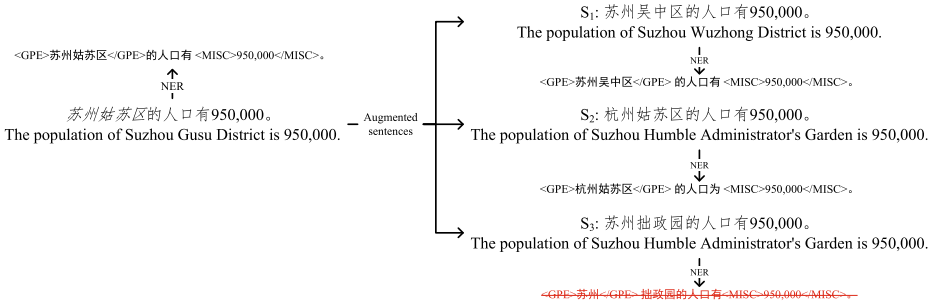 <GPE>苏州姑苏区</GPE>的人口有 <MISC>950,000</MISC>。
NER
苏州姑苏区的人口有950,000。
The population of Suzhou Gusu District is 950,000.
Augmented
sentences
S₁: 苏州吴中区的人口有950,000。
The population of Suzhou Wuzhong District is 950,000.
NER
<GPE>苏州吴中区</GPE> 的人口有 <MISC>950,000</MISC>。
S₂: 杭州姑苏区的人口有950,000。
The population of Suzhou Humble Administrator's Garden is 950,000.
NER
<GPE>杭州姑苏区</GPE> 的人口为 <MISC>950,000</MISC>。
S₃: 苏州拙政园的人口有950,000。
The population of Suzhou Humble Administrator's Garden is 950,000.
NER
<GPE>苏州</GPE> 拙政园的人口有<MISC>950,000</MISC>。